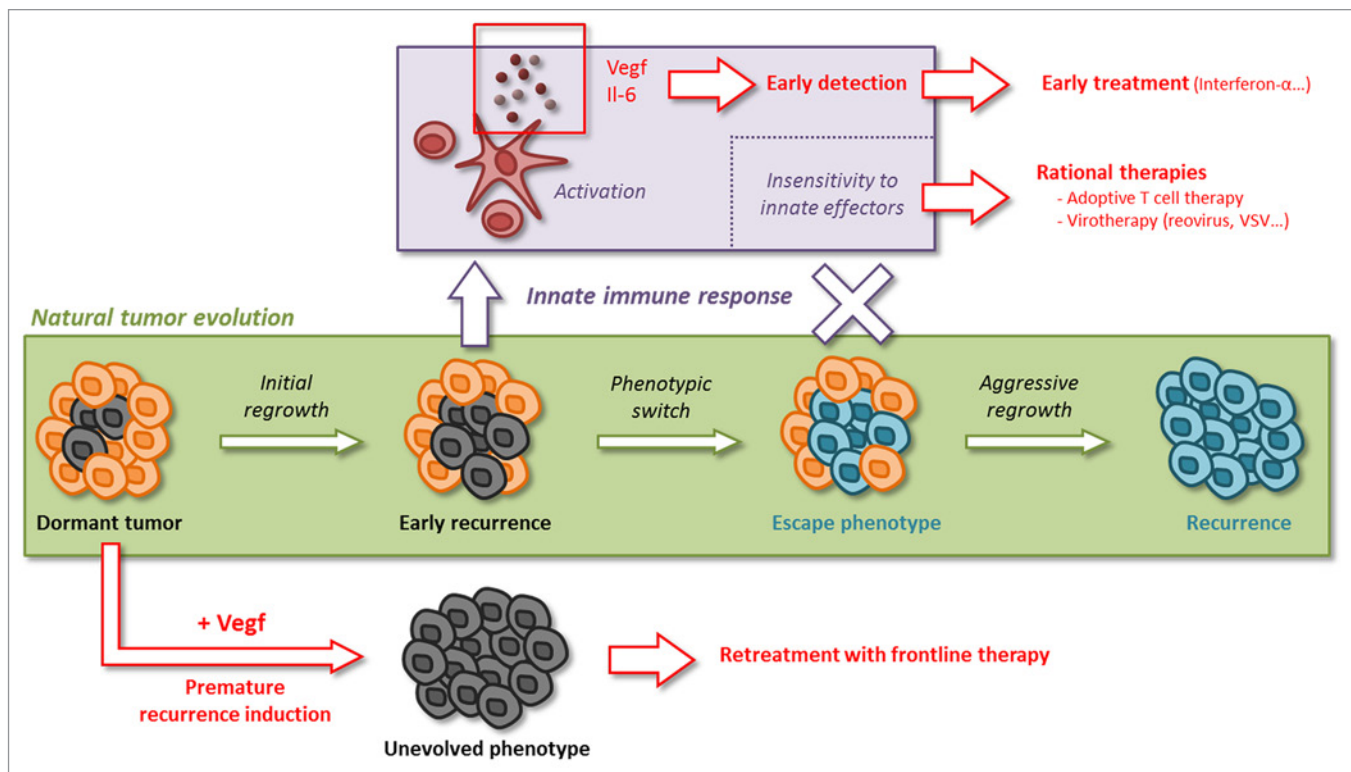 Vegf
Il-6
Early detection
Early treatment (Interferon-α...)
Activation
Insensitivity to
innate effectors
Rational therapies
- Adoptive T cell therapy
- Virotherapy (reovirus, VSV...)
Innate immune response
Natural tumor evolution
Initial
regrowth
Phenotypic
switch
Aggressive
regrowth
Dormant tumor
Early recurrence
Escape phenotype
Recurrence
+ Vegf
Premature
recurrence induction
Retreatment with frontline therapy
Unevolved phenotype